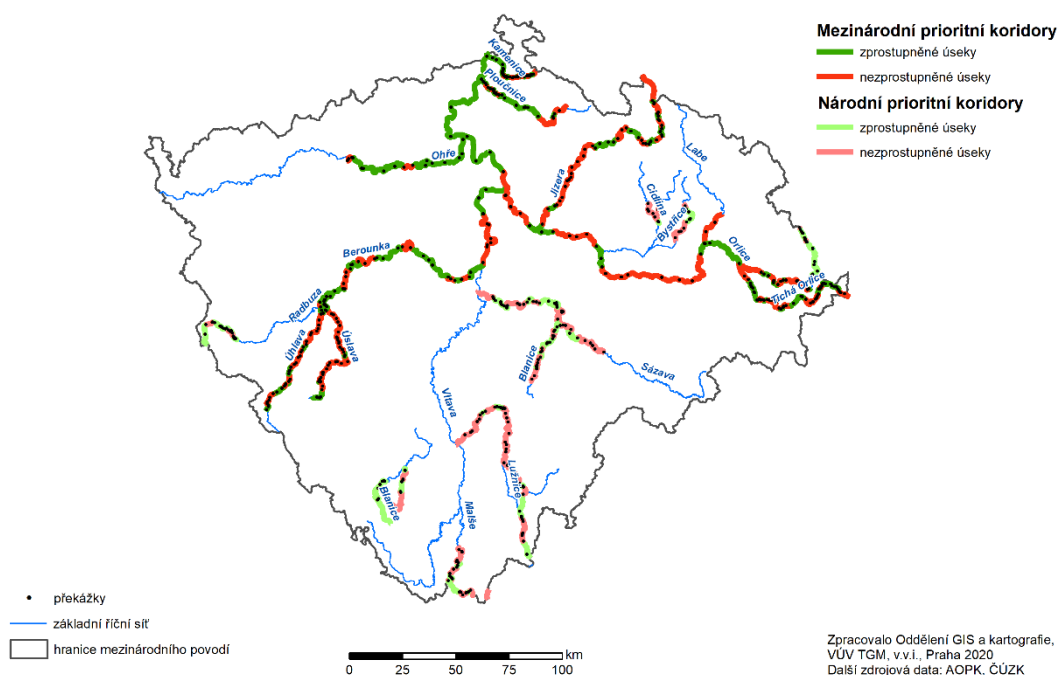 Mezinárodní prioritní koridory
zprostupněné úseky
nezprostupněné úseky
Národní prioritní koridory
zprostupněné úseky
nezprostupněné úseky
Kamenice
Ploučnice
Ohře
Jizera
Labe
Cidlina
Bystřice
Orlice
Tichá Orlice
Berounka
Radbuza
Úhlava
Úslava
Blanice
Sázava
Vltava
Lužnice
Blanice
Malše
překážky
základní říční síť
hranice mezinárodního povodí
0 25 50 75 100
km
Zpracovalo Oddělení GIS a kartografie,
VÚV TGM, v.v.i., Praha 2020
Další zdrojová data: AOPK, ČÚZK